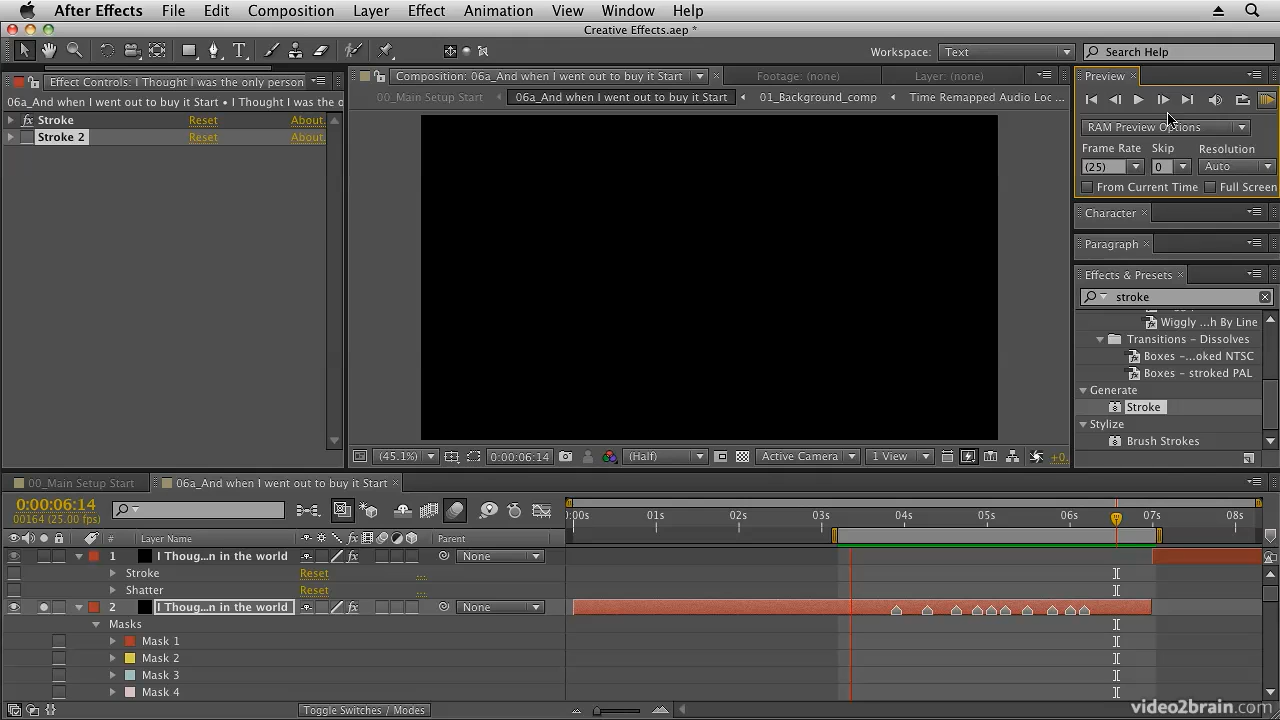 After Effects File Edit Composition Layer Effect Animation View Window Help
Creative Effects.aep *
Workspace: Text Search Help
Effect Controls: I Thought I was the only person
Composition: 06a_And when I went out to buy it Start Footage: (none) Layer: (none)
Preview
06a_And when I went out to buy it Start • I Thought I was the o
00_Main Setup Start 06a_And when I went out to buy it Start 01_Background_comp Time Remapped Audio Loc ...
Stroke Reset About.
Stroke 2 Reset About.
RAM Preview Options
Frame Rate Skip Resolution
(25) 0 Auto
From Current Time Full Screen
Character
Paragraph
Effects & Presets
stroke
Wiggly ...h By Line
Transitions – Dissolves
Boxes –...oked NTSC
Boxes – stroked PAL
Generate
Stroke
Stylize
Brush Strokes
(45.1%) 0:00:06:14 (Half) Active Camera 1 View +0.
00_Main Setup Start 06a_And when I went out to buy it Start
0:00:06:14
00164 (25.00 fps)
:00s 01s 02s 03s 04s 05s 06s 07s 08s
# Layer Name Parent
1 I Thoug...n in the world None
Stroke Reset ...
Shatter Reset ...
2 I Thoug...n in the world None
Masks
Mask 1
Mask 2
Mask 3
Mask 4
Toggle Switches / Modes
video2brain.com